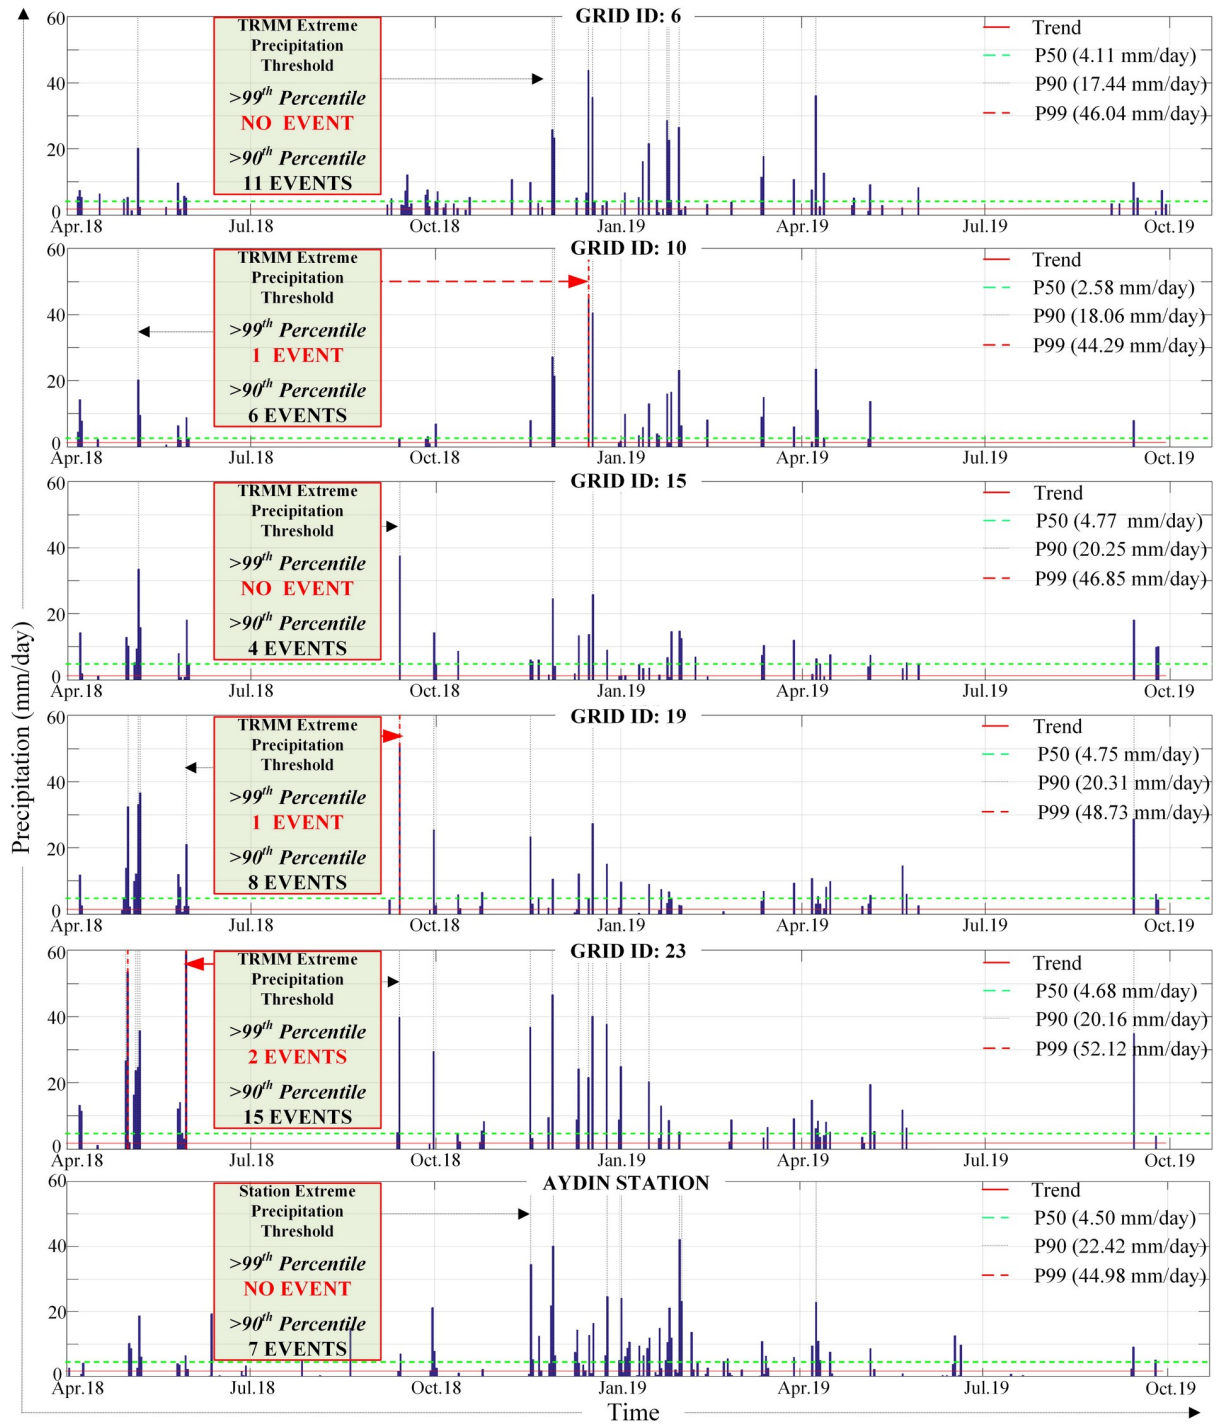 Precipitation (mm/day)
GRID ID: 6
60
40
20
0
TRMM Extreme
Precipitation
Threshold
>99th Percentile
NO EVENT
>90th Percentile
11 EVENTS
Trend
P50 (4.11 mm/day)
P90 (17.44 mm/day)
P99 (46.04 mm/day)
Apr.18 Jul.18 Oct.18 Jan.19 Apr.19 Jul.19 Oct.19
GRID ID: 10
60
40
20
0
TRMM Extreme
Precipitation
Threshold
>99th Percentile
1 EVENT
>90th Percentile
6 EVENTS
Trend
P50 (2.58 mm/day)
P90 (18.06 mm/day)
P99 (44.29 mm/day)
Apr.18 Jul.18 Oct.18 Jan.19 Apr.19 Jul.19 Oct.19
GRID ID: 15
60
40
20
0
TRMM Extreme
Precipitation
Threshold
>99th Percentile
NO EVENT
>90th Percentile
4 EVENTS
Trend
P50 (4.77 mm/day)
P90 (20.25 mm/day)
P99 (46.85 mm/day)
Apr.18 Jul.18 Oct.18 Jan.19 Apr.19 Jul.19 Oct.19
GRID ID: 19
60
40
20
0
TRMM Extreme
Precipitation
Threshold
>99th Percentile
1 EVENT
>90th Percentile
8 EVENTS
Trend
P50 (4.75 mm/day)
P90 (20.31 mm/day)
P99 (48.73 mm/day)
Apr.18 Jul.18 Oct.18 Jan.19 Apr.19 Jul.19 Oct.19
GRID ID: 23
60
40
20
0
TRMM Extreme
Precipitation
Threshold
>99th Percentile
2 EVENTS
>90th Percentile
15 EVENTS
Trend
P50 (4.68 mm/day)
P90 (20.16 mm/day)
P99 (52.12 mm/day)
Apr.18 Jul.18 Oct.18 Jan.19 Apr.19 Jul.19 Oct.19
AYDIN STATION
60
40
20
0
Station Extreme
Precipitation
Threshold
>99th Percentile
NO EVENT
>90th Percentile
7 EVENTS
Trend
P50 (4.50 mm/day)
P90 (22.42 mm/day)
P99 (44.98 mm/day)
Apr.18 Jul.18 Oct.18 Jan.19 Apr.19 Jul.19 Oct.19
Time